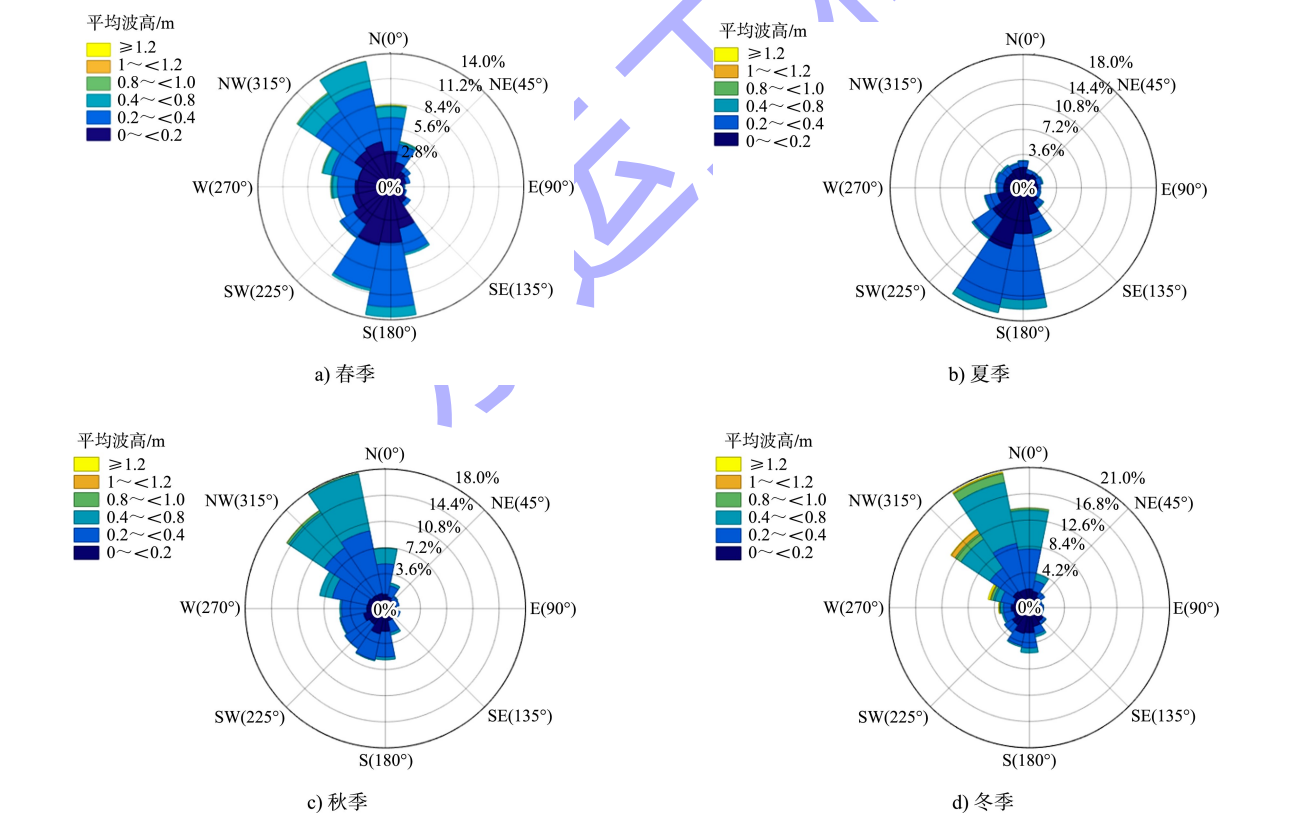 平均波高/m
≥1.2
1～<1.2
0.8～<1.0
0.4～<0.8
0.2～<0.4
0～<0.2
N(0°)
NE(45°)
E(90°)
SE(135°)
S(180°)
SW(225°)
W(270°)
NW(315°)
14.0%
11.2%
8.4%
5.6%
2.8%
0%
a) 春季
平均波高/m
≥1.2
1～<1.2
0.8～<1.0
0.4～<0.8
0.2～<0.4
0～<0.2
N(0°)
NE(45°)
E(90°)
SE(135°)
S(180°)
SW(225°)
W(270°)
NW(315°)
18.0%
14.4%
10.8%
7.2%
3.6%
0%
b) 夏季
平均波高/m
≥1.2
1～<1.2
0.8～<1.0
0.4～<0.8
0.2～<0.4
0～<0.2
N(0°)
NE(45°)
E(90°)
SE(135°)
S(180°)
SW(225°)
W(270°)
NW(315°)
18.0%
14.4%
10.8%
7.2%
3.6%
0%
c) 秋季
平均波高/m
≥1.2
1～<1.2
0.8～<1.0
0.4～<0.8
0.2～<0.4
0～<0.2
N(0°)
NE(45°)
E(90°)
SE(135°)
S(180°)
SW(225°)
W(270°)
NW(315°)
21.0%
16.8%
12.6%
8.4%
4.2%
0%
d) 冬季